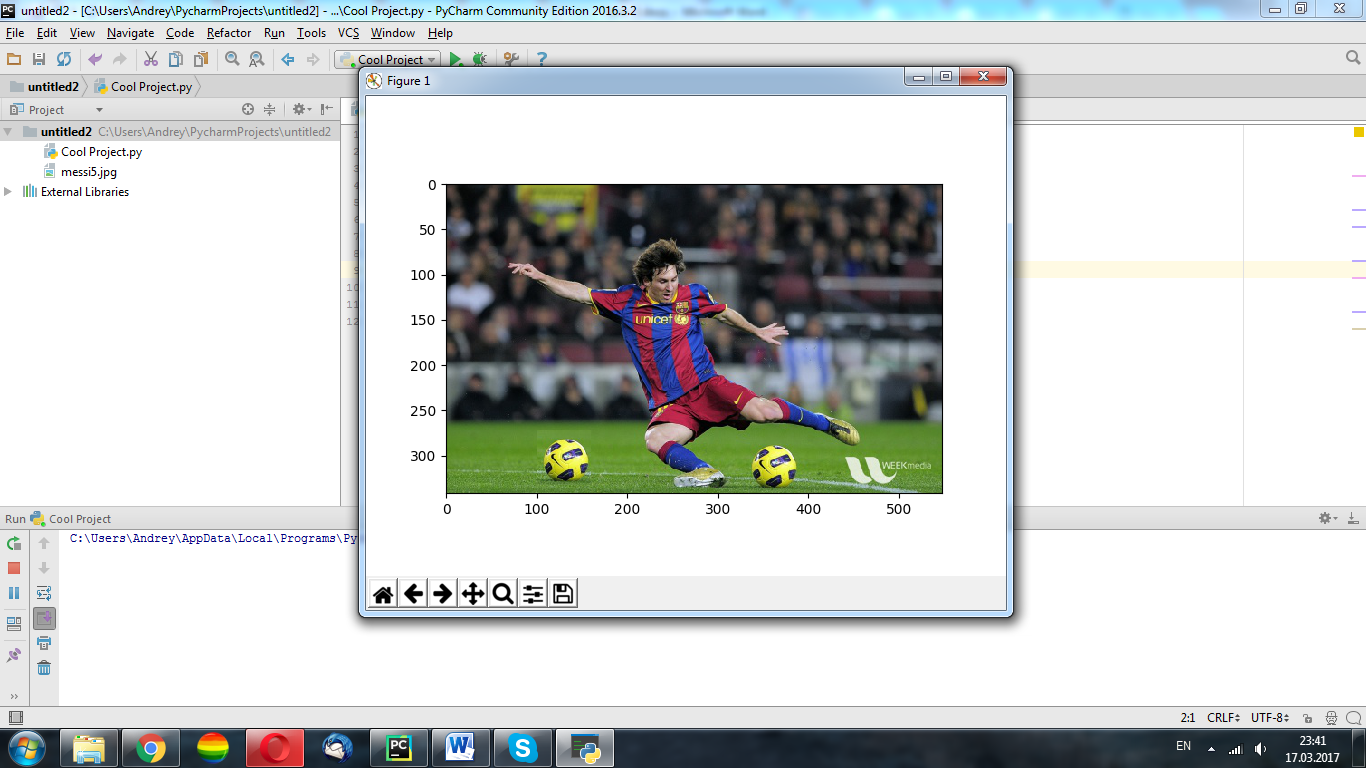 untitled2 - [C:\Users\Andrey\PycharmProjects\untitled2] - ...\Cool Project.py - PyCharm Community Edition 2016.3.2
File Edit View Navigate Code Refactor Run Tools VCS Window Help
Cool Project
untitled2 Cool Project.py
Figure 1
Project
untitled2 C:\Users\Andrey\PycharmProjects\untitled2
Cool Project.py
messi5.jpg
External Libraries
10
11
12
0
50
100
150
200
250
300
unicef
WEEKmedia
0 100 200 300 400 500
Run Cool Project
C:\Users\Andrey\AppData\Local\Programs\Py
2:1 CRLF UTF-8
EN 23:41
17.03.2017